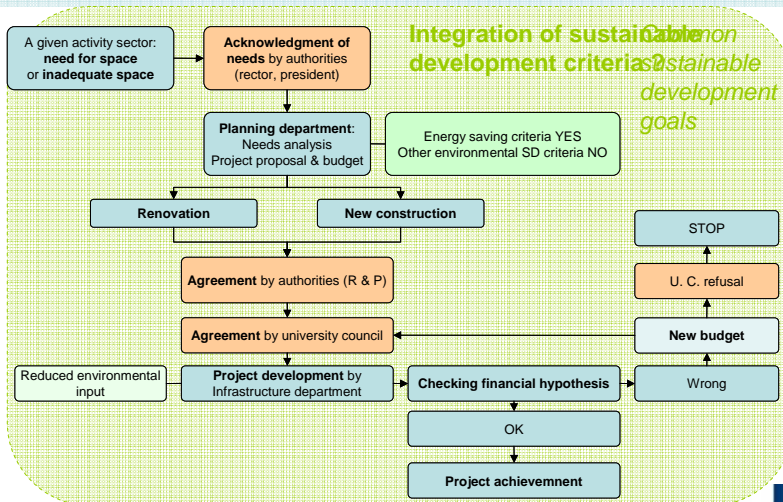 A given activity sector:
need for space
or inadequate space
Acknowledgment of
needs by authorities
(rector, president)
Integration of sustainable
development criteria ?
Common
sustainable
development
goals
Planning department:
Needs analysis
Project proposal & budget
Energy saving criteria YES
Other environmental SD criteria NO
Renovation
New construction
STOP
Agreement by authorities (R & P)
U. C. refusal
Agreement by university council
New budget
Reduced environmental
input
Project development by
Infrastructure department
Checking financial hypothesis
Wrong
OK
Project achievemnent